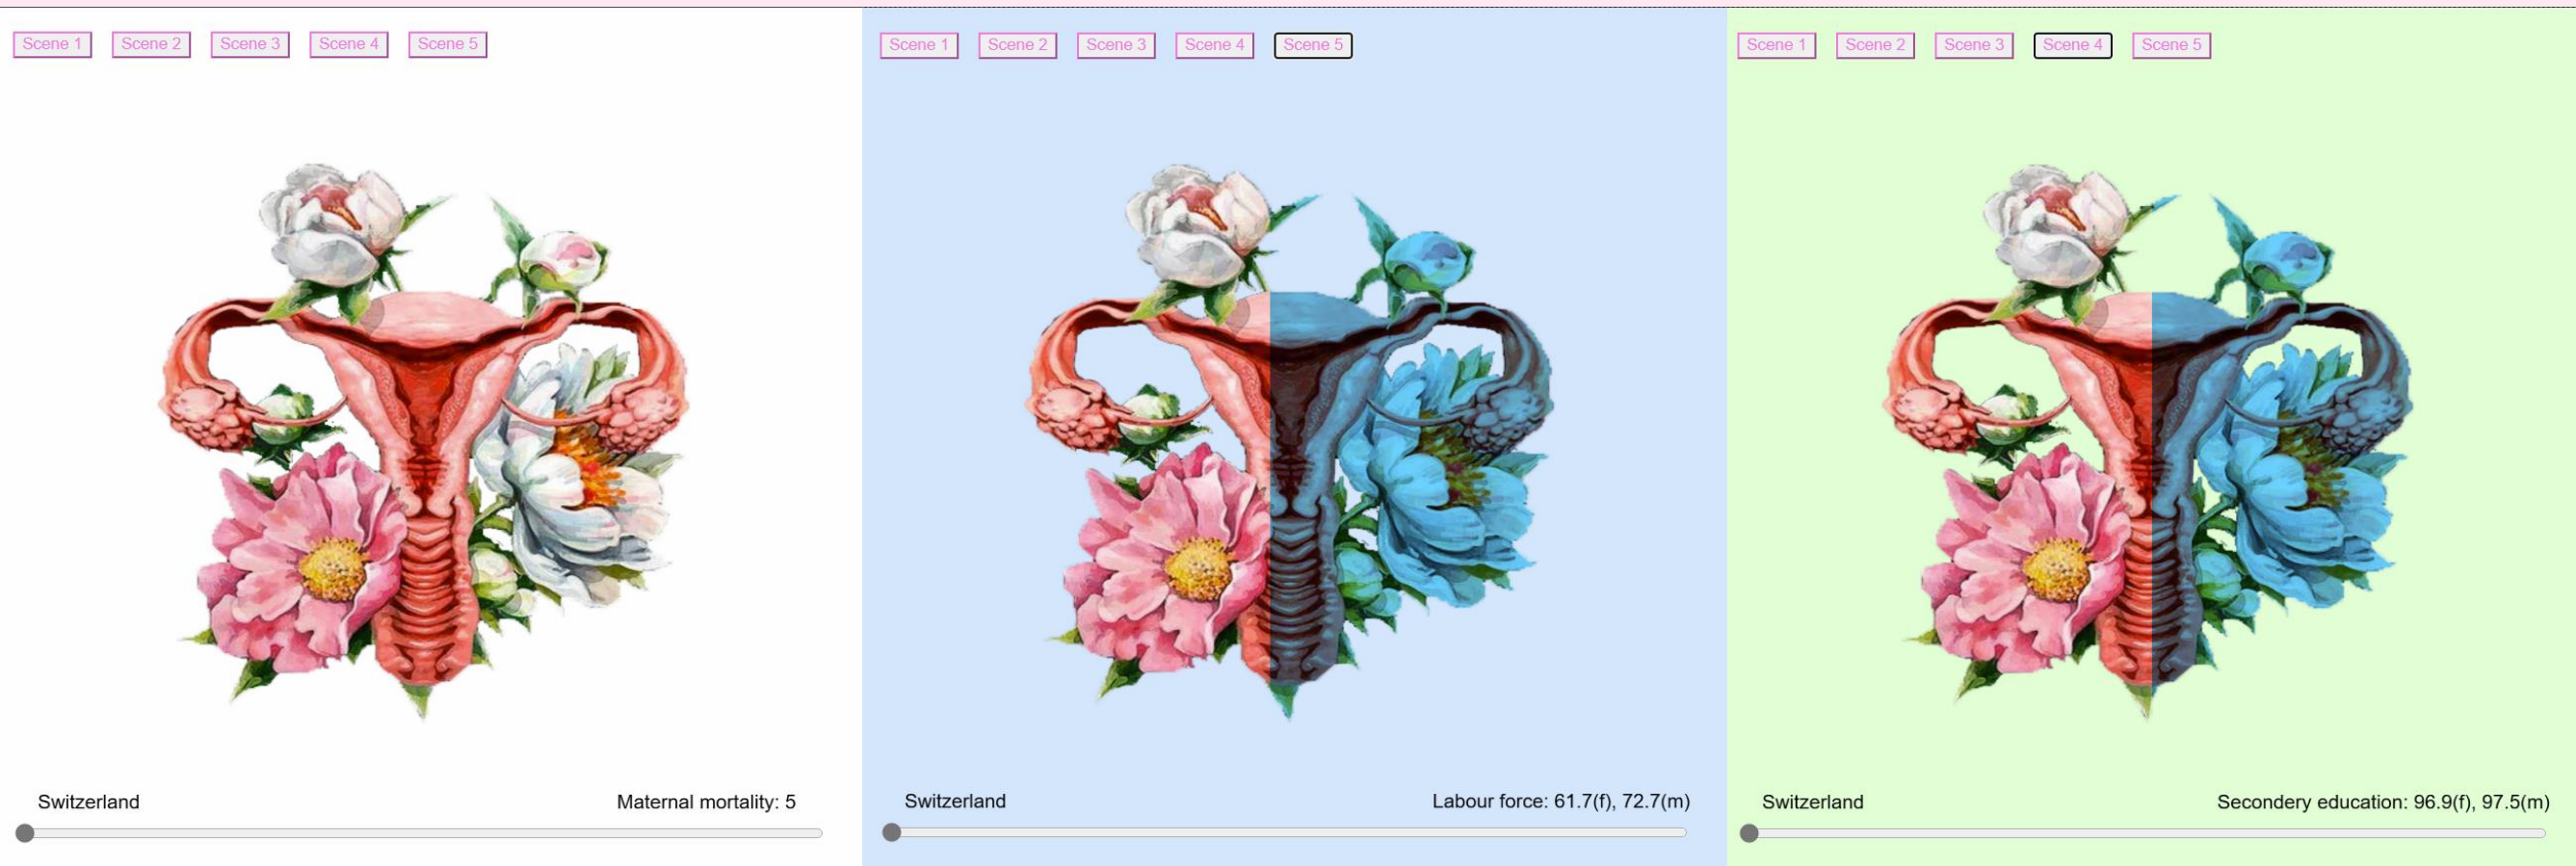 Scene 1 Scene 2 Scene 3 Scene 4 Scene 5
Switzerland Maternal mortality: 5
Scene 1 Scene 2 Scene 3 Scene 4 Scene 5
Switzerland Labour force: 61.7(f), 72.7(m)
Scene 1 Scene 2 Scene 3 Scene 4 Scene 5
Switzerland Secondery education: 96.9(f), 97.5(m)